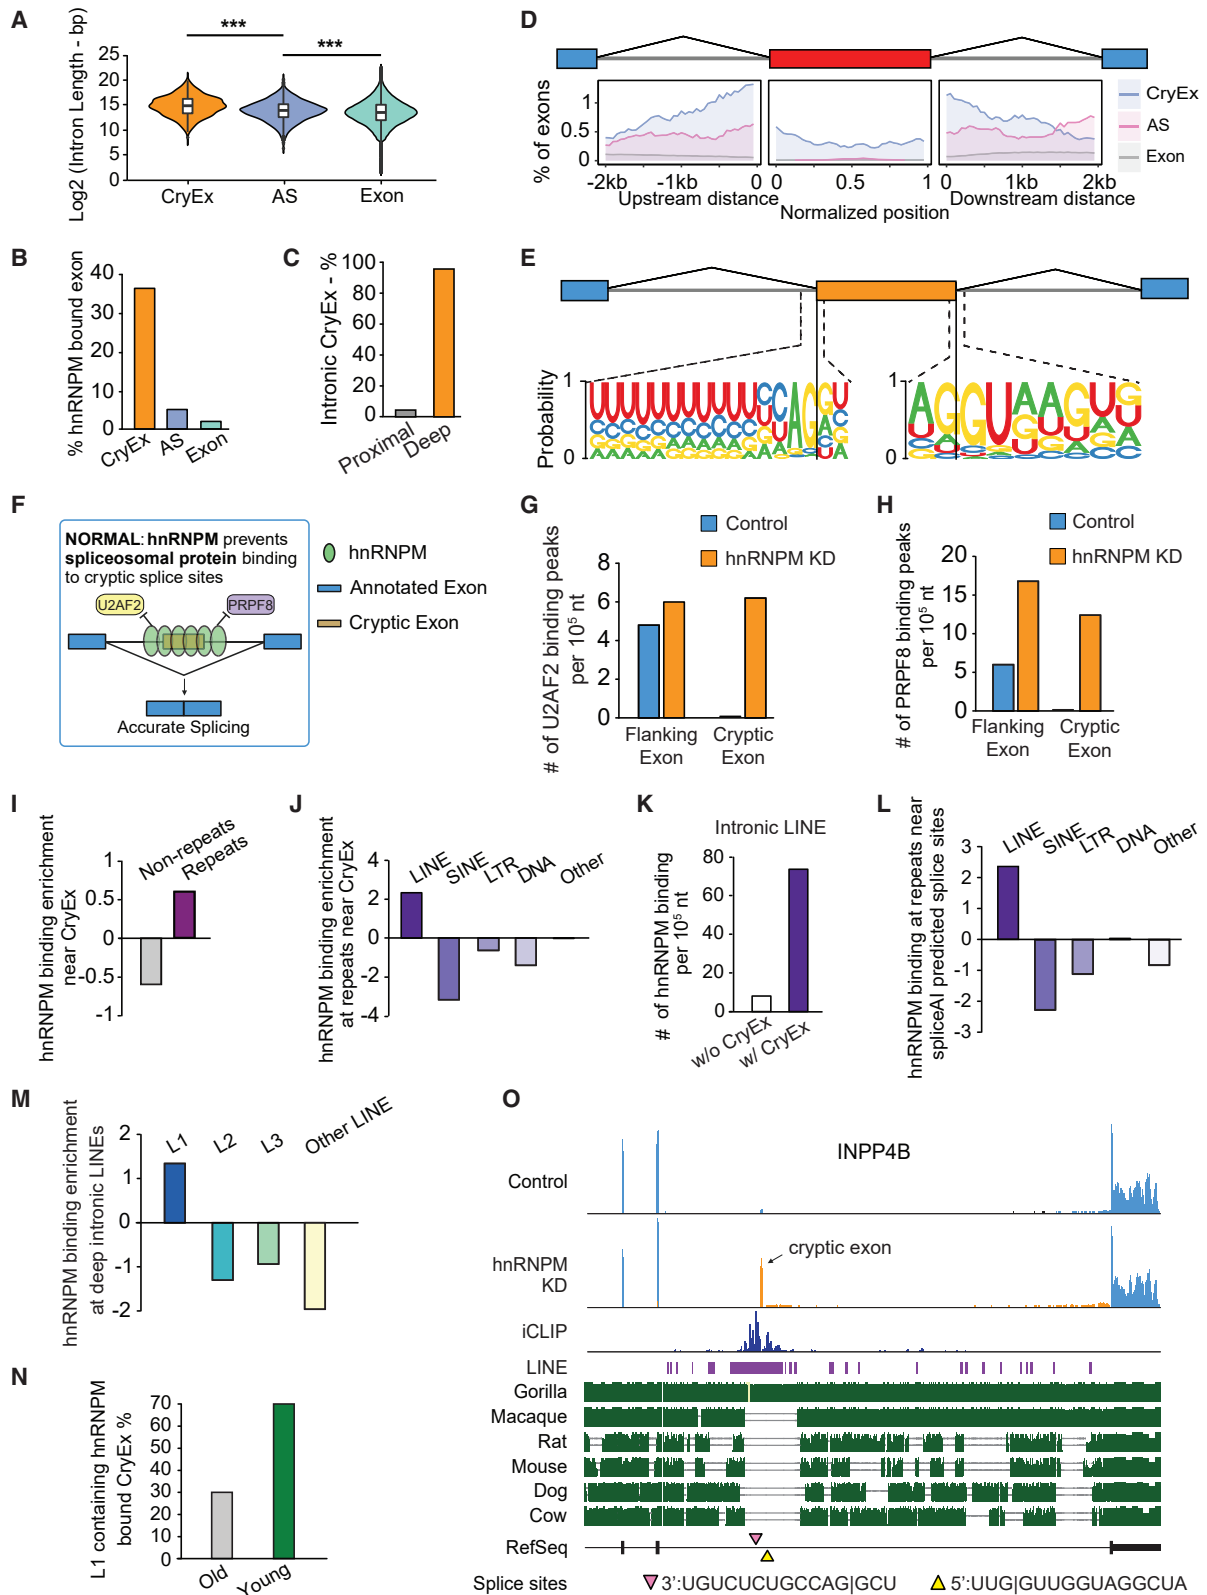 A
Log2 (Intron Length - bp)
25
20
15
10
5
0
***
***
CryEx
AS
Exon
D
% of exons
1
0.5
0
-2kb
-1kb
0
Upstream distance
0
0.5
1
Normalized position
0
1kb
2kb
Downstream distance
CryEx
AS
Exon
B
% hnRNPM bound exon
40
30
20
10
0
CryEx
AS
Exon
C
Intronic CryEx - %
100
80
60
40
20
0
Proximal
Deep
E
Probability
1
0
1
0
F
NORMAL: hnRNPM prevents
spliceosomal protein binding
to cryptic splice sites
U2AF2
PRPF8
Accurate Splicing
hnRNPM
Annotated Exon
Cryptic Exon
G
Control
hnRNPM KD
# of U2AF2 binding peaks
per 10⁵ nt
8
6
4
2
0
Flanking
Exon
Cryptic
Exon
H
Control
hnRNPM KD
# of PRPF8 binding peaks
per 10⁵ nt
20
15
10
5
0
Flanking
Exon
Cryptic
Exon
I
hnRNPM binding enrichment
near CryEx
1
0.5
0
-0.5
-1
Non-repeats
Repeats
J
hnRNPM binding enrichment
at repeats near CryEx
4
2
0
-2
-4
LINE
SINE
LTR
DNA
Other
K
Intronic LINE
# of hnRNPM binding
per 10⁵ nt
80
60
40
20
0
w/o CryEx
w/ CryEx
L
hnRNPM binding at repeats near
spliceAI predicted splice sites
3
2
1
0
-1
-2
-3
LINE
SINE
LTR
DNA
Other
M
hnRNPM binding enrichment
at deep intronic LINEs
2
1
0
-1
-2
L1
L2
L3
Other LINE
N
L1 containing hnRNPM
bound CryEx %
70
60
50
40
30
20
10
0
Old
Young
O
INPP4B
Control
hnRNPM
KD
cryptic exon
iCLIP
LINE
Gorilla
Macaque
Rat
Mouse
Dog
Cow
RefSeq
Splice sites
3':UGUCUCUGCCAG|GCU
5':UUG|GUUGGUAGGCUA